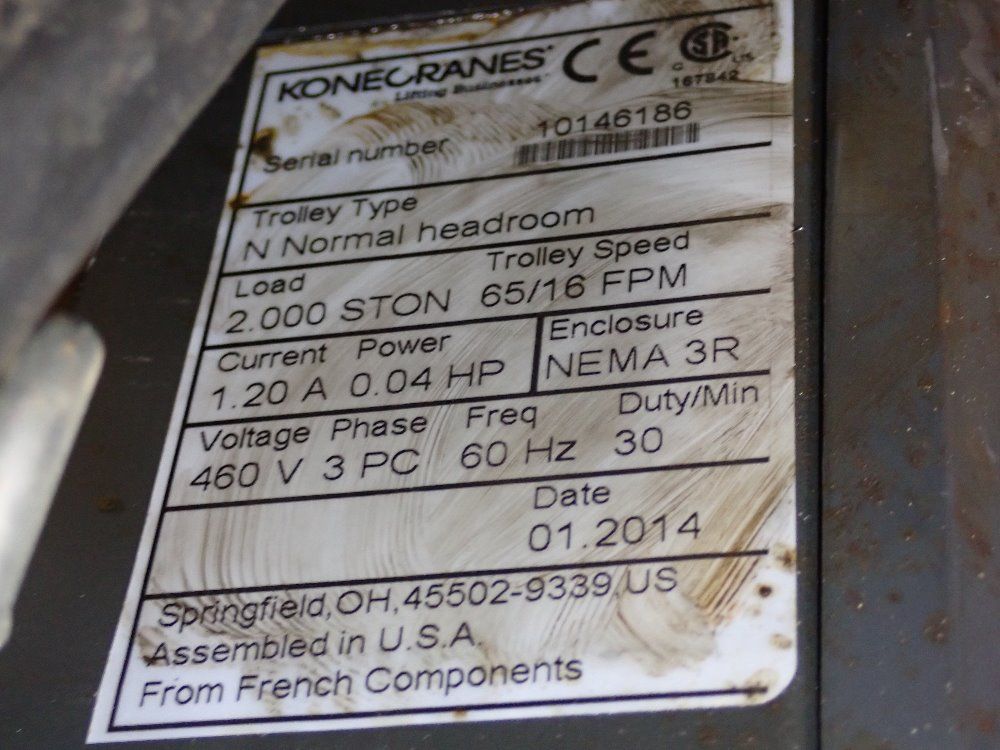 KONECRANES CE
Lifting Businesses
C 167842
10146186
Serial number
Trolley Type
N Normal headroom
Load Trolley Speed
2.000 STON 65/16 FPM
Current Power Enclosure
1.20 A 0.04 HP NEMA 3R
Voltage Phase Freq Duty/Min
460 V 3 PC 60 Hz 30
Date
01.2014
Springfield,OH,45502-9339,US
Assembled in U.S.A.
From French Components